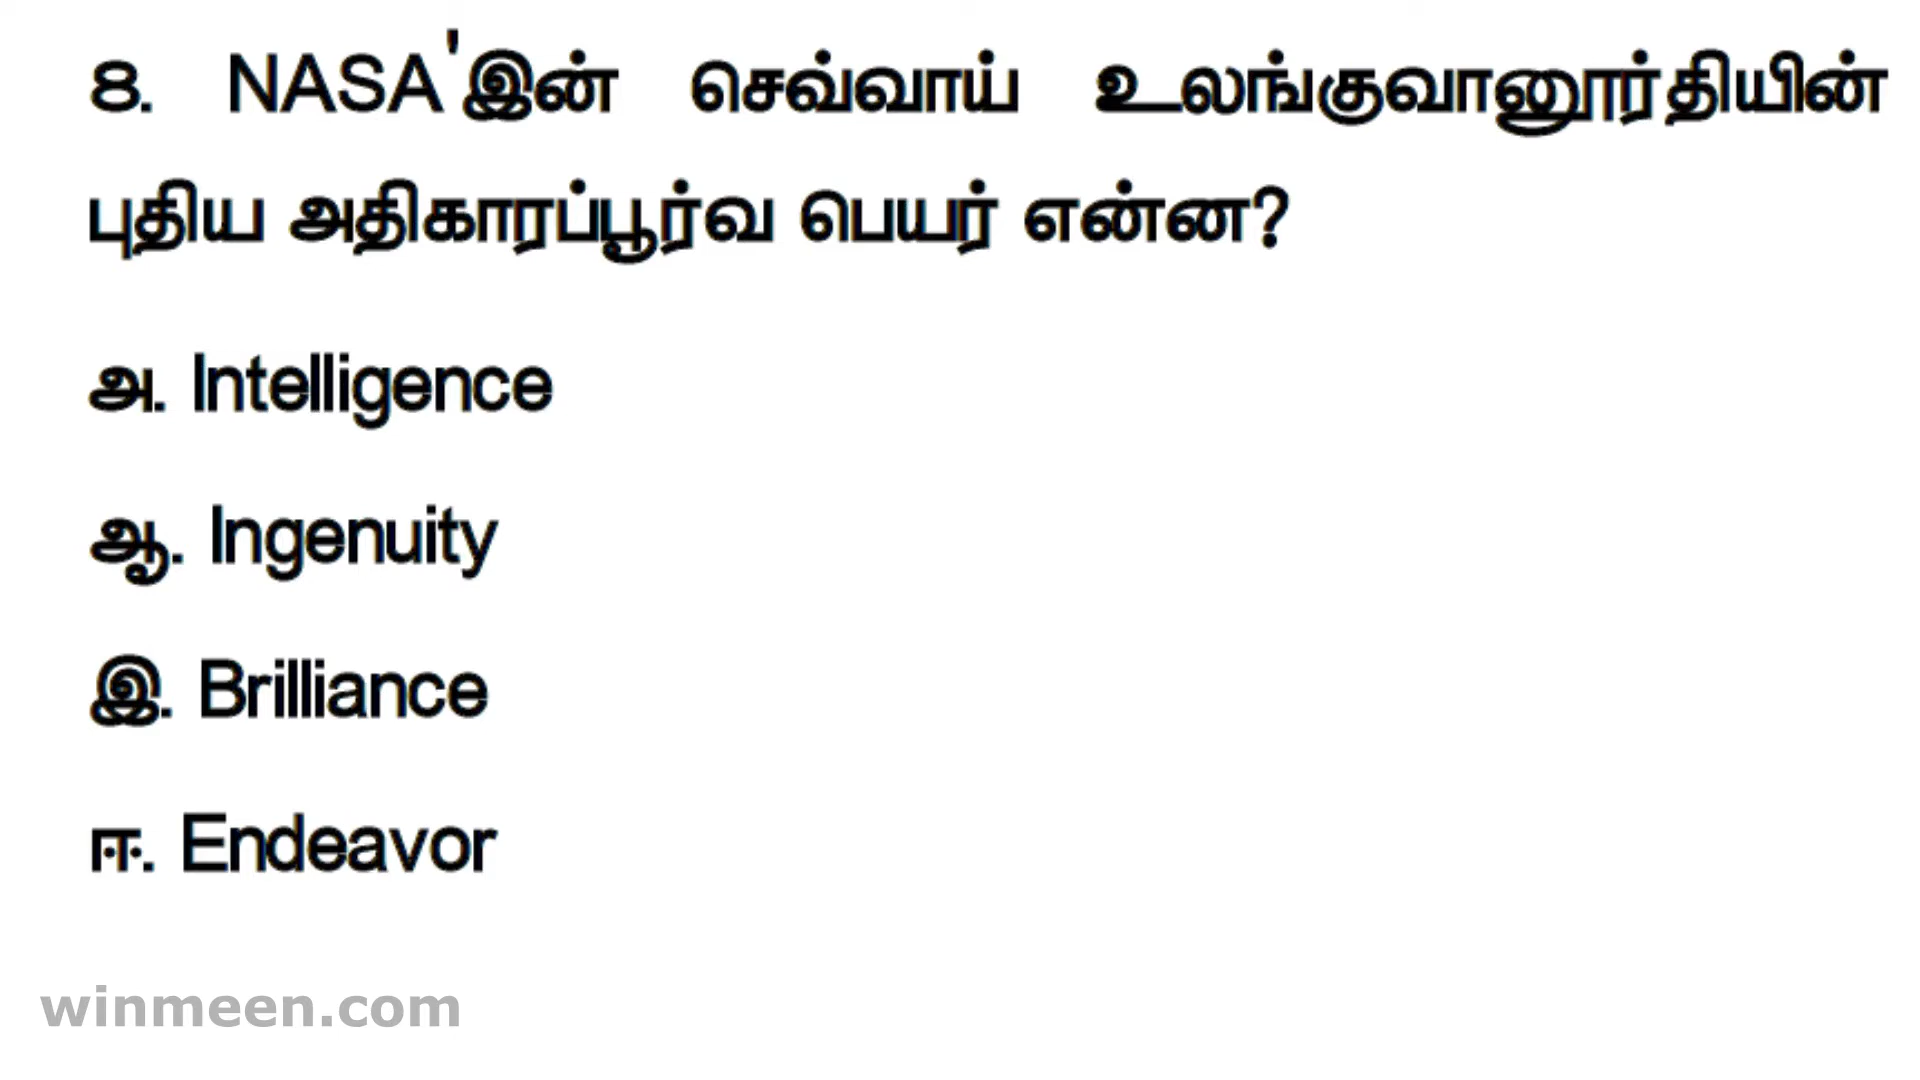 8. NASA'இன் செவ்வாய் உலங்குவானூர்தியின்
புதிய அதிகாரப்பூர்வ பெயர் என்ன?
அ. Intelligence
ஆ. Ingenuity
இ. Brilliance
ஈ. Endeavor
winmeen.com